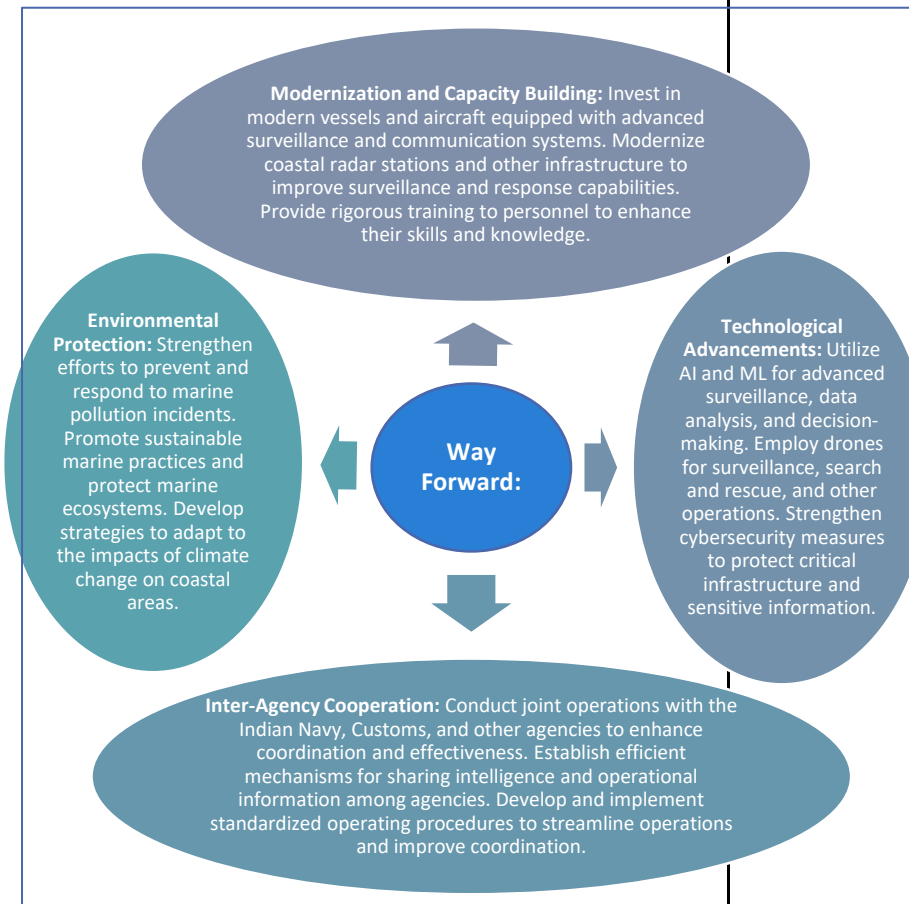 Modernization and Capacity Building: Invest in
modern vessels and aircraft equipped with advanced
surveillance and communication systems. Modernize
coastal radar stations and other infrastructure to
improve surveillance and response capabilities.
Provide rigorous training to personnel to enhance
their skills and knowledge.
Environmental
Protection: Strengthen
efforts to prevent and
respond to marine
pollution incidents.
Promote sustainable
marine practices and
protect marine
ecosystems. Develop
strategies to adapt to
the impacts of climate
change on coastal
areas.
Way
Forward:
Technological
Advancements: Utilize
AI and ML for advanced
surveillance, data
analysis, and decision-
making. Employ drones
for surveillance, search
and rescue, and other
operations. Strengthen
cybersecurity measures
to protect critical
infrastructure and
sensitive information.
Inter-Agency Cooperation: Conduct joint operations with the
Indian Navy, Customs, and other agencies to enhance
coordination and effectiveness. Establish efficient
mechanisms for sharing intelligence and operational
information among agencies. Develop and implement
standardized operating procedures to streamline operations
and improve coordination.